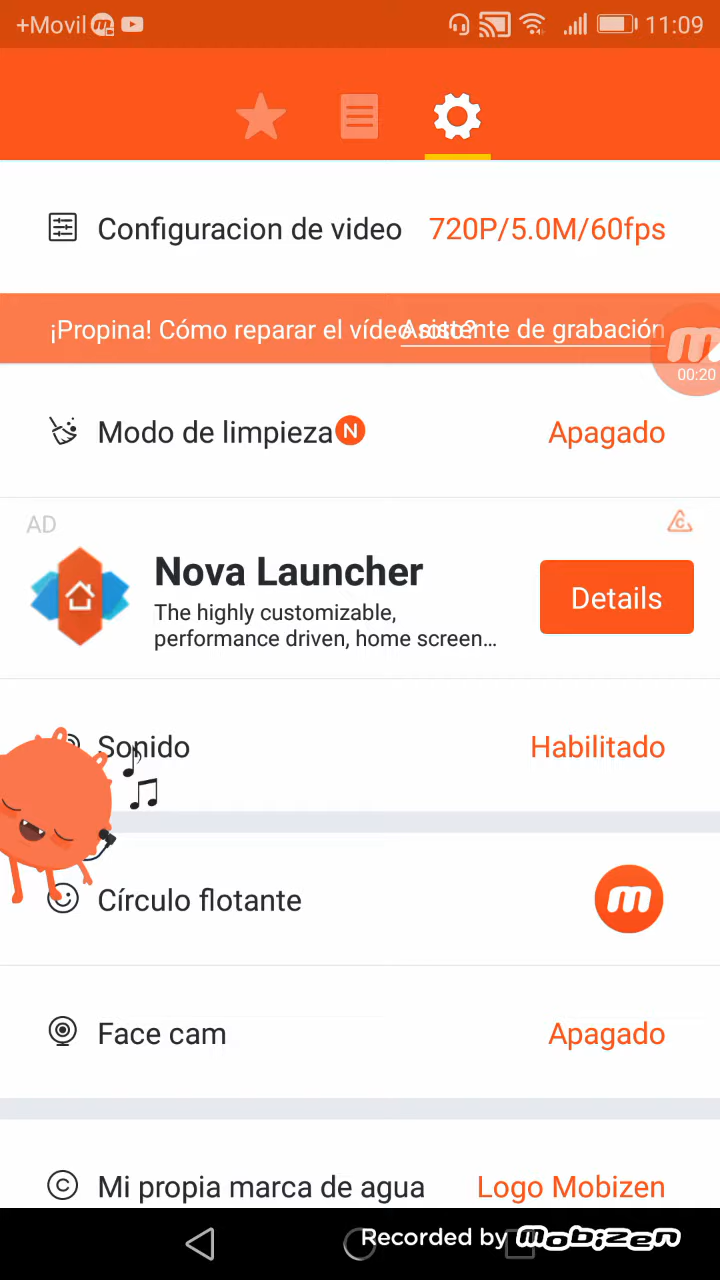 +Movil 11:09
Configuracion de video 720P/5.0M/60fps
¡Propina! Cómo reparar el vídeo roto? Asistente de grabación
00:20
Modo de limpieza N Apagado
AD
Nova Launcher
The highly customizable,
performance driven, home screen...
Details
Sonido Habilitado
Círculo flotante m
Face cam Apagado
Mi propia marca de agua Logo Mobizen
Recorded by mobizen